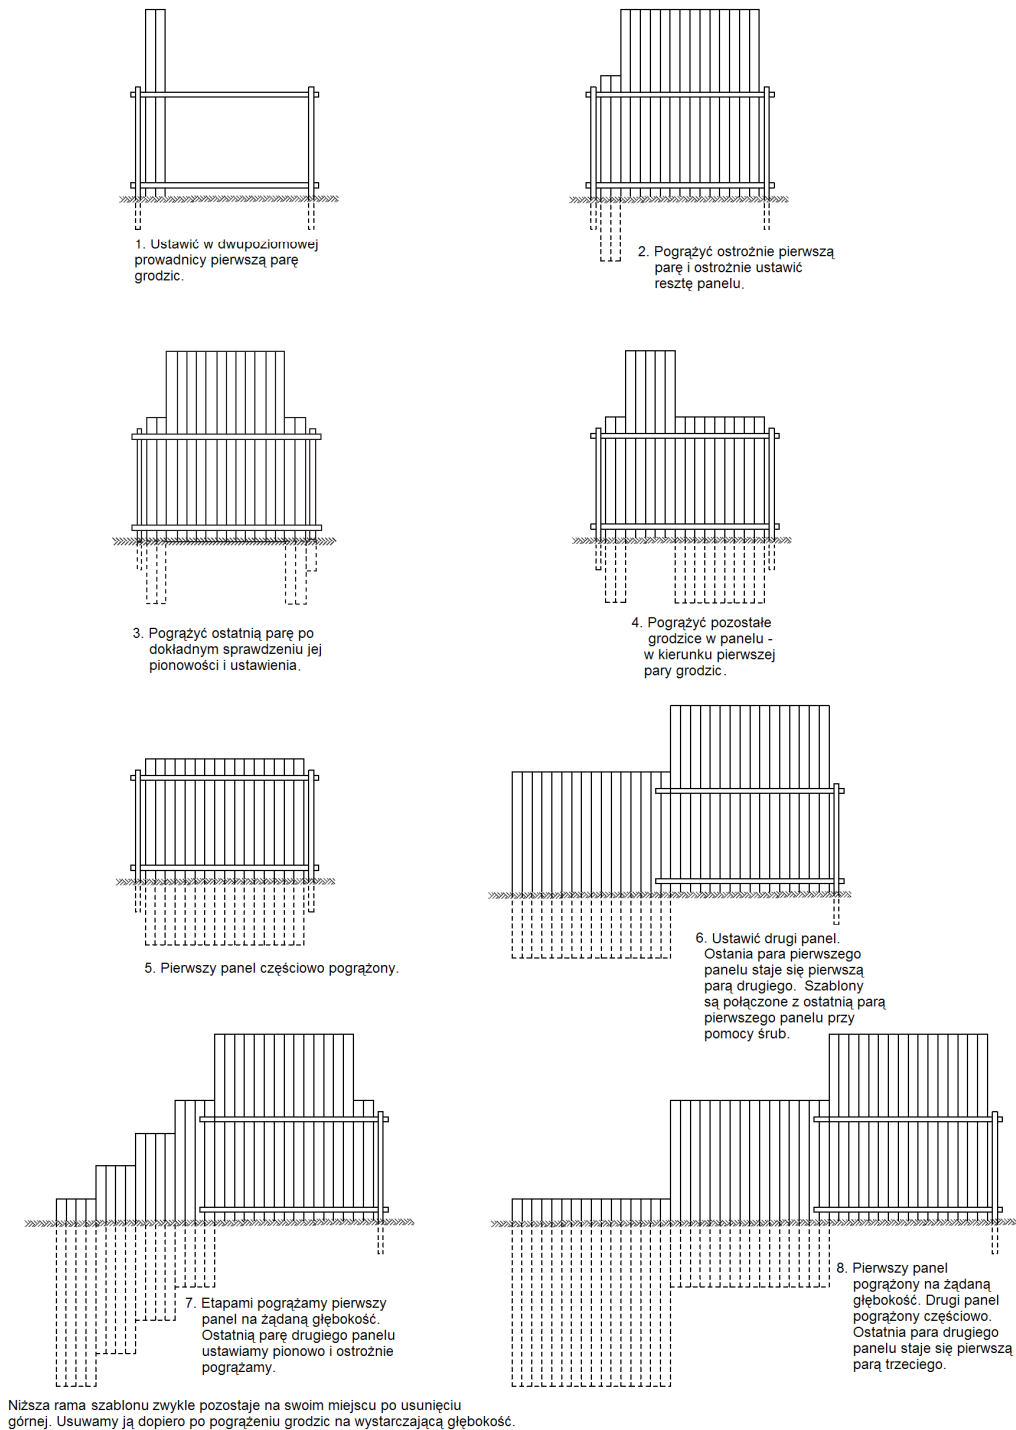 1. Ustawić w dwupoziomowej
prowadnicy pierwszą parę
grodzic.
2. Pogrążyć ostrożnie pierwszą
parę i ostrożnie ustawić
resztę panelu.
3. Pogrążyć ostatnią parę po
dokładnym sprawdzeniu jej
pionowości i ustawienia.
4. Pogrążyć pozostałe
grodzice w panelu -
w kierunku pierwszej
pary grodzic.
5. Pierwszy panel częściowo pogrążony.
6. Ustawić drugi panel.
Ostania para pierwszego
panelu staje się pierwszą
parą drugiego. Szablony
są połączone z ostatnią parą
pierwszego panelu przy
pomocy śrub.
7. Etapami pogrążamy pierwszy
panel na żądaną głębokość.
Ostatnią parę drugiego panelu
ustawiamy pionowo i ostrożnie
pogrążamy.
8. Pierwszy panel
pogrążony na żądaną
głębokość. Drugi panel
pogrążony częściowo.
Ostatnia para drugiego
panelu staje się pierwszą
parą trzeciego.
Niższa rama szablonu zwykle pozostaje na swoim miejscu po usunięciu
górnej. Usuwamy ją dopiero po pogrążeniu grodzic na wystarczającą głębokość.